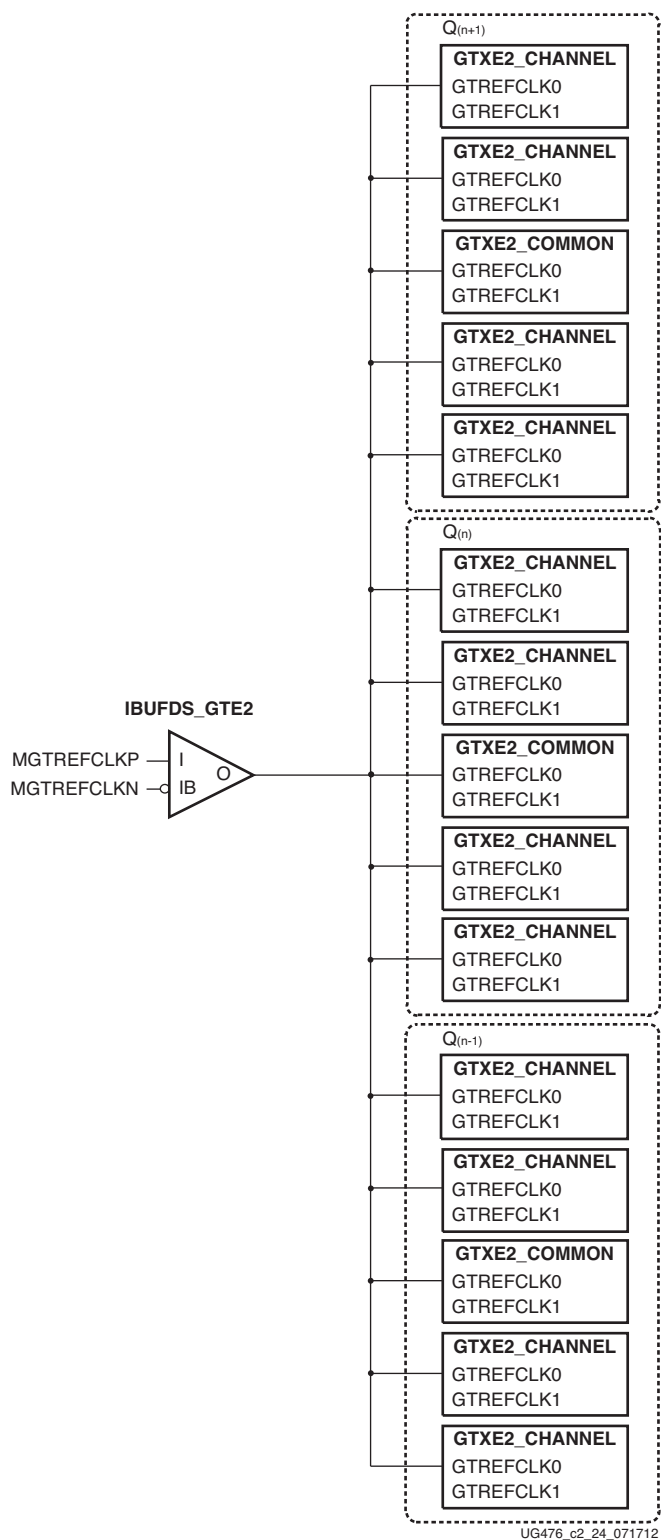 Q(n+1)
GTXE2_CHANNEL
GTREFCLK0
GTREFCLK1
GTXE2_CHANNEL
GTREFCLK0
GTREFCLK1
GTXE2_COMMON
GTREFCLK0
GTREFCLK1
GTXE2_CHANNEL
GTREFCLK0
GTREFCLK1
GTXE2_CHANNEL
GTREFCLK0
GTREFCLK1
Q(n)
GTXE2_CHANNEL
GTREFCLK0
GTREFCLK1
GTXE2_CHANNEL
GTREFCLK0
GTREFCLK1
IBUFDS_GTE2
MGTREFCLKP
I
O
MGTREFCLKN
IB
GTXE2_COMMON
GTREFCLK0
GTREFCLK1
GTXE2_CHANNEL
GTREFCLK0
GTREFCLK1
GTXE2_CHANNEL
GTREFCLK0
GTREFCLK1
Q(n-1)
GTXE2_CHANNEL
GTREFCLK0
GTREFCLK1
GTXE2_CHANNEL
GTREFCLK0
GTREFCLK1
GTXE2_COMMON
GTREFCLK0
GTREFCLK1
GTXE2_CHANNEL
GTREFCLK0
GTREFCLK1
GTXE2_CHANNEL
GTREFCLK0
GTREFCLK1
UG476_c2_24_071712